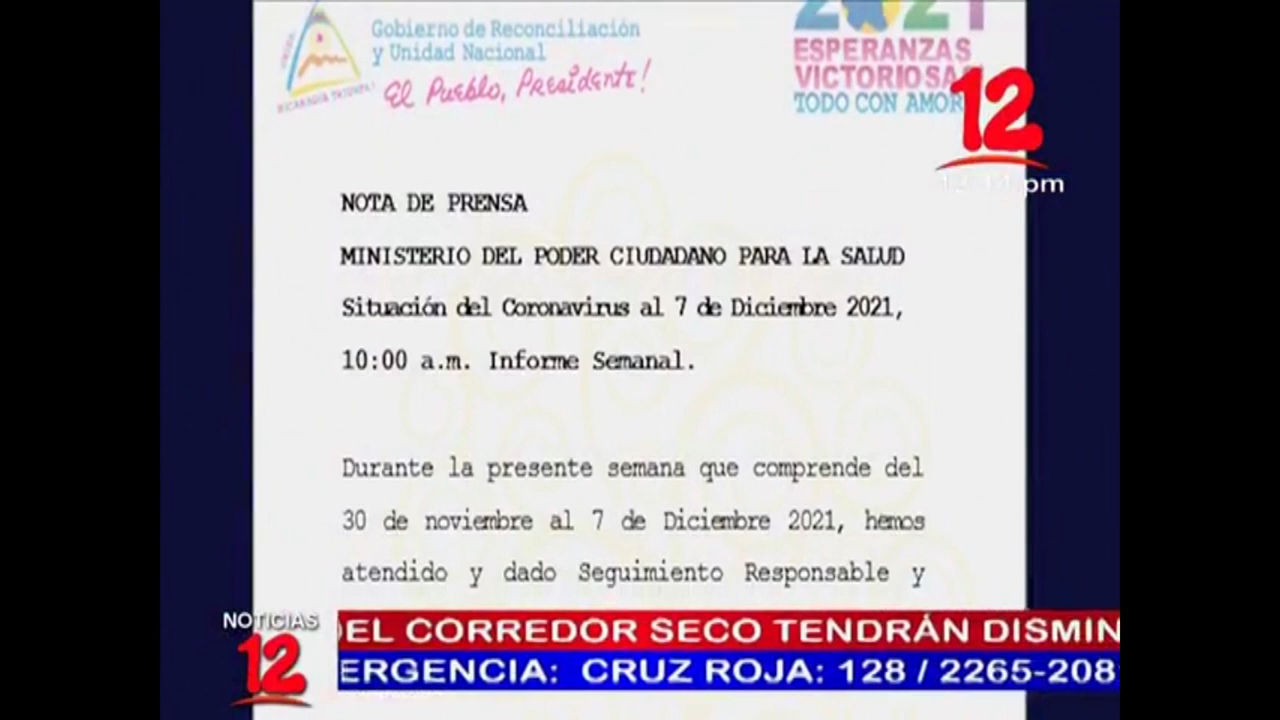 Gobierno de Reconciliación
y Unidad Nacional
El Pueblo, Presidente!
2021
ESPERANZAS
VICTORIOSAS
TODO CON AMOR
12
pm
NOTA DE PRENSA
MINISTERIO DEL PODER CIUDADANO PARA LA SALUD
Situación del Coronavirus al 7 de Diciembre 2021,
10:00 a.m. Informe Semanal.
Durante la presente semana que comprende del
30 de noviembre al 7 de Diciembre 2021, hemos
atendido y dado Seguimiento Responsable y
NOTICIAS
12
DEL CORREDOR SECO TENDRÁN DISMIN
ERGENCIA: CRUZ ROJA: 128 / 2265-208